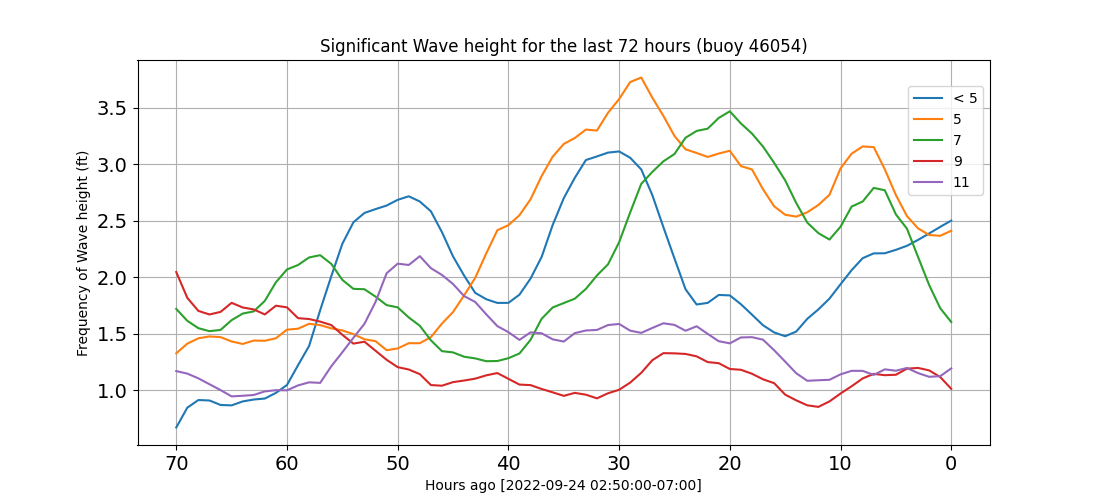 Significant Wave height for the last 72 hours (buoy 46054)
Frequency of Wave height (ft)
3.5
3.0
2.5
2.0
1.5
1.0
< 5
5
7
9
11
70 60 50 40 30 20 10 0
Hours ago [2022-09-24 02:50:00-07:00]